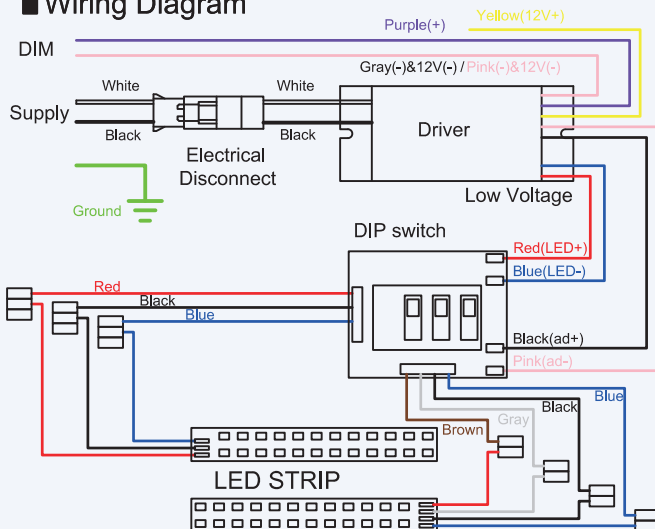 Wiring Diagram
Yellow(12V+)
Purple(+)
DIM
Gray(-)&12V(-) / Pink(-)&12V(-)
White
White
Supply
Driver
Black
Black
Electrical
Disconnect
Low Voltage
Ground
DIP switch
Red(LED+)
Blue(LED-)
Red
Black
Blue
Black(ad+)
Pink(ad-)
Blue
Black
Gray
Brown
LED STRIP